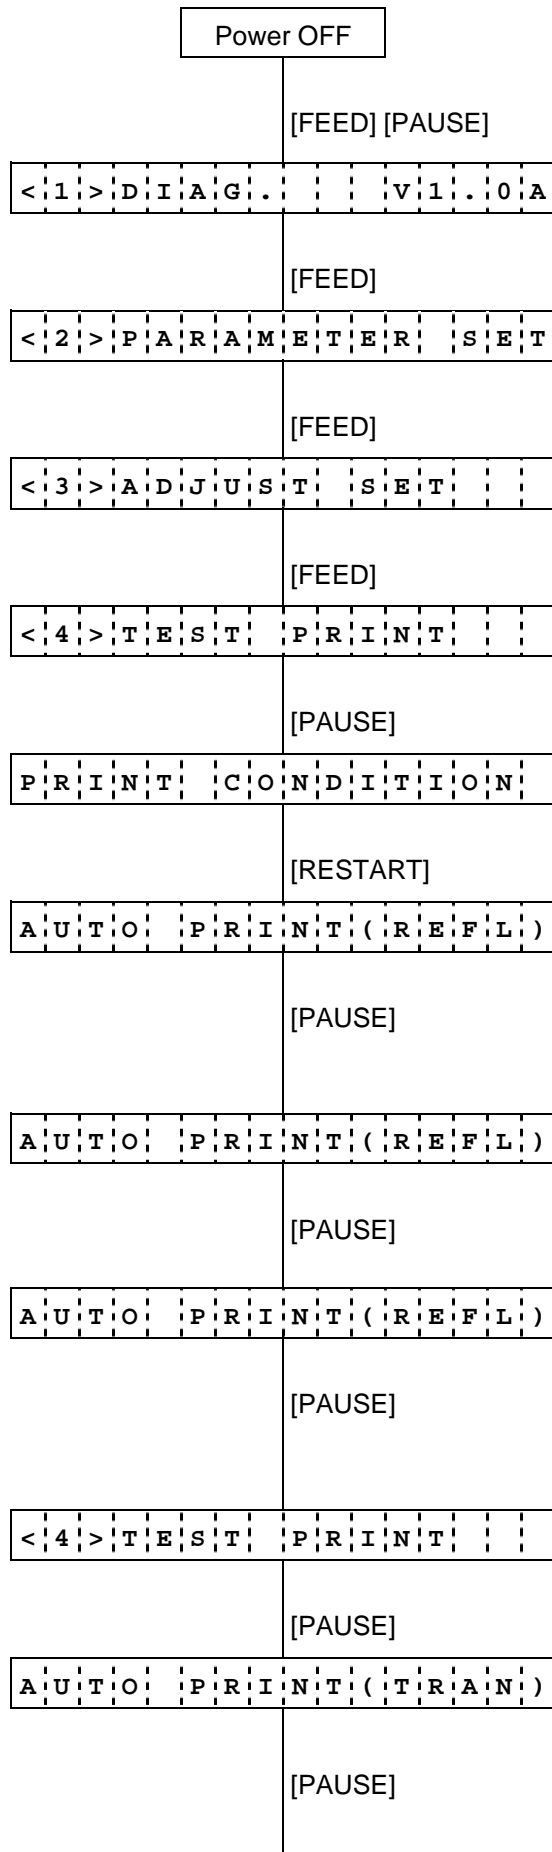 Power OFF
[FEED] [PAUSE]
<1>DIAG.   V1.0A
[FEED]
<2>PARAMETER SET
[FEED]
<3>ADJUST SET
[FEED]
<4>TEST PRINT
[PAUSE]
PRINT CONDITION
[RESTART]
AUTO PRINT(REFL)
[PAUSE]
AUTO PRINT(REFL)
[PAUSE]
AUTO PRINT(REFL)
[PAUSE]
<4>TEST PRINT
[PAUSE]
AUTO PRINT(TRAN)
[PAUSE]